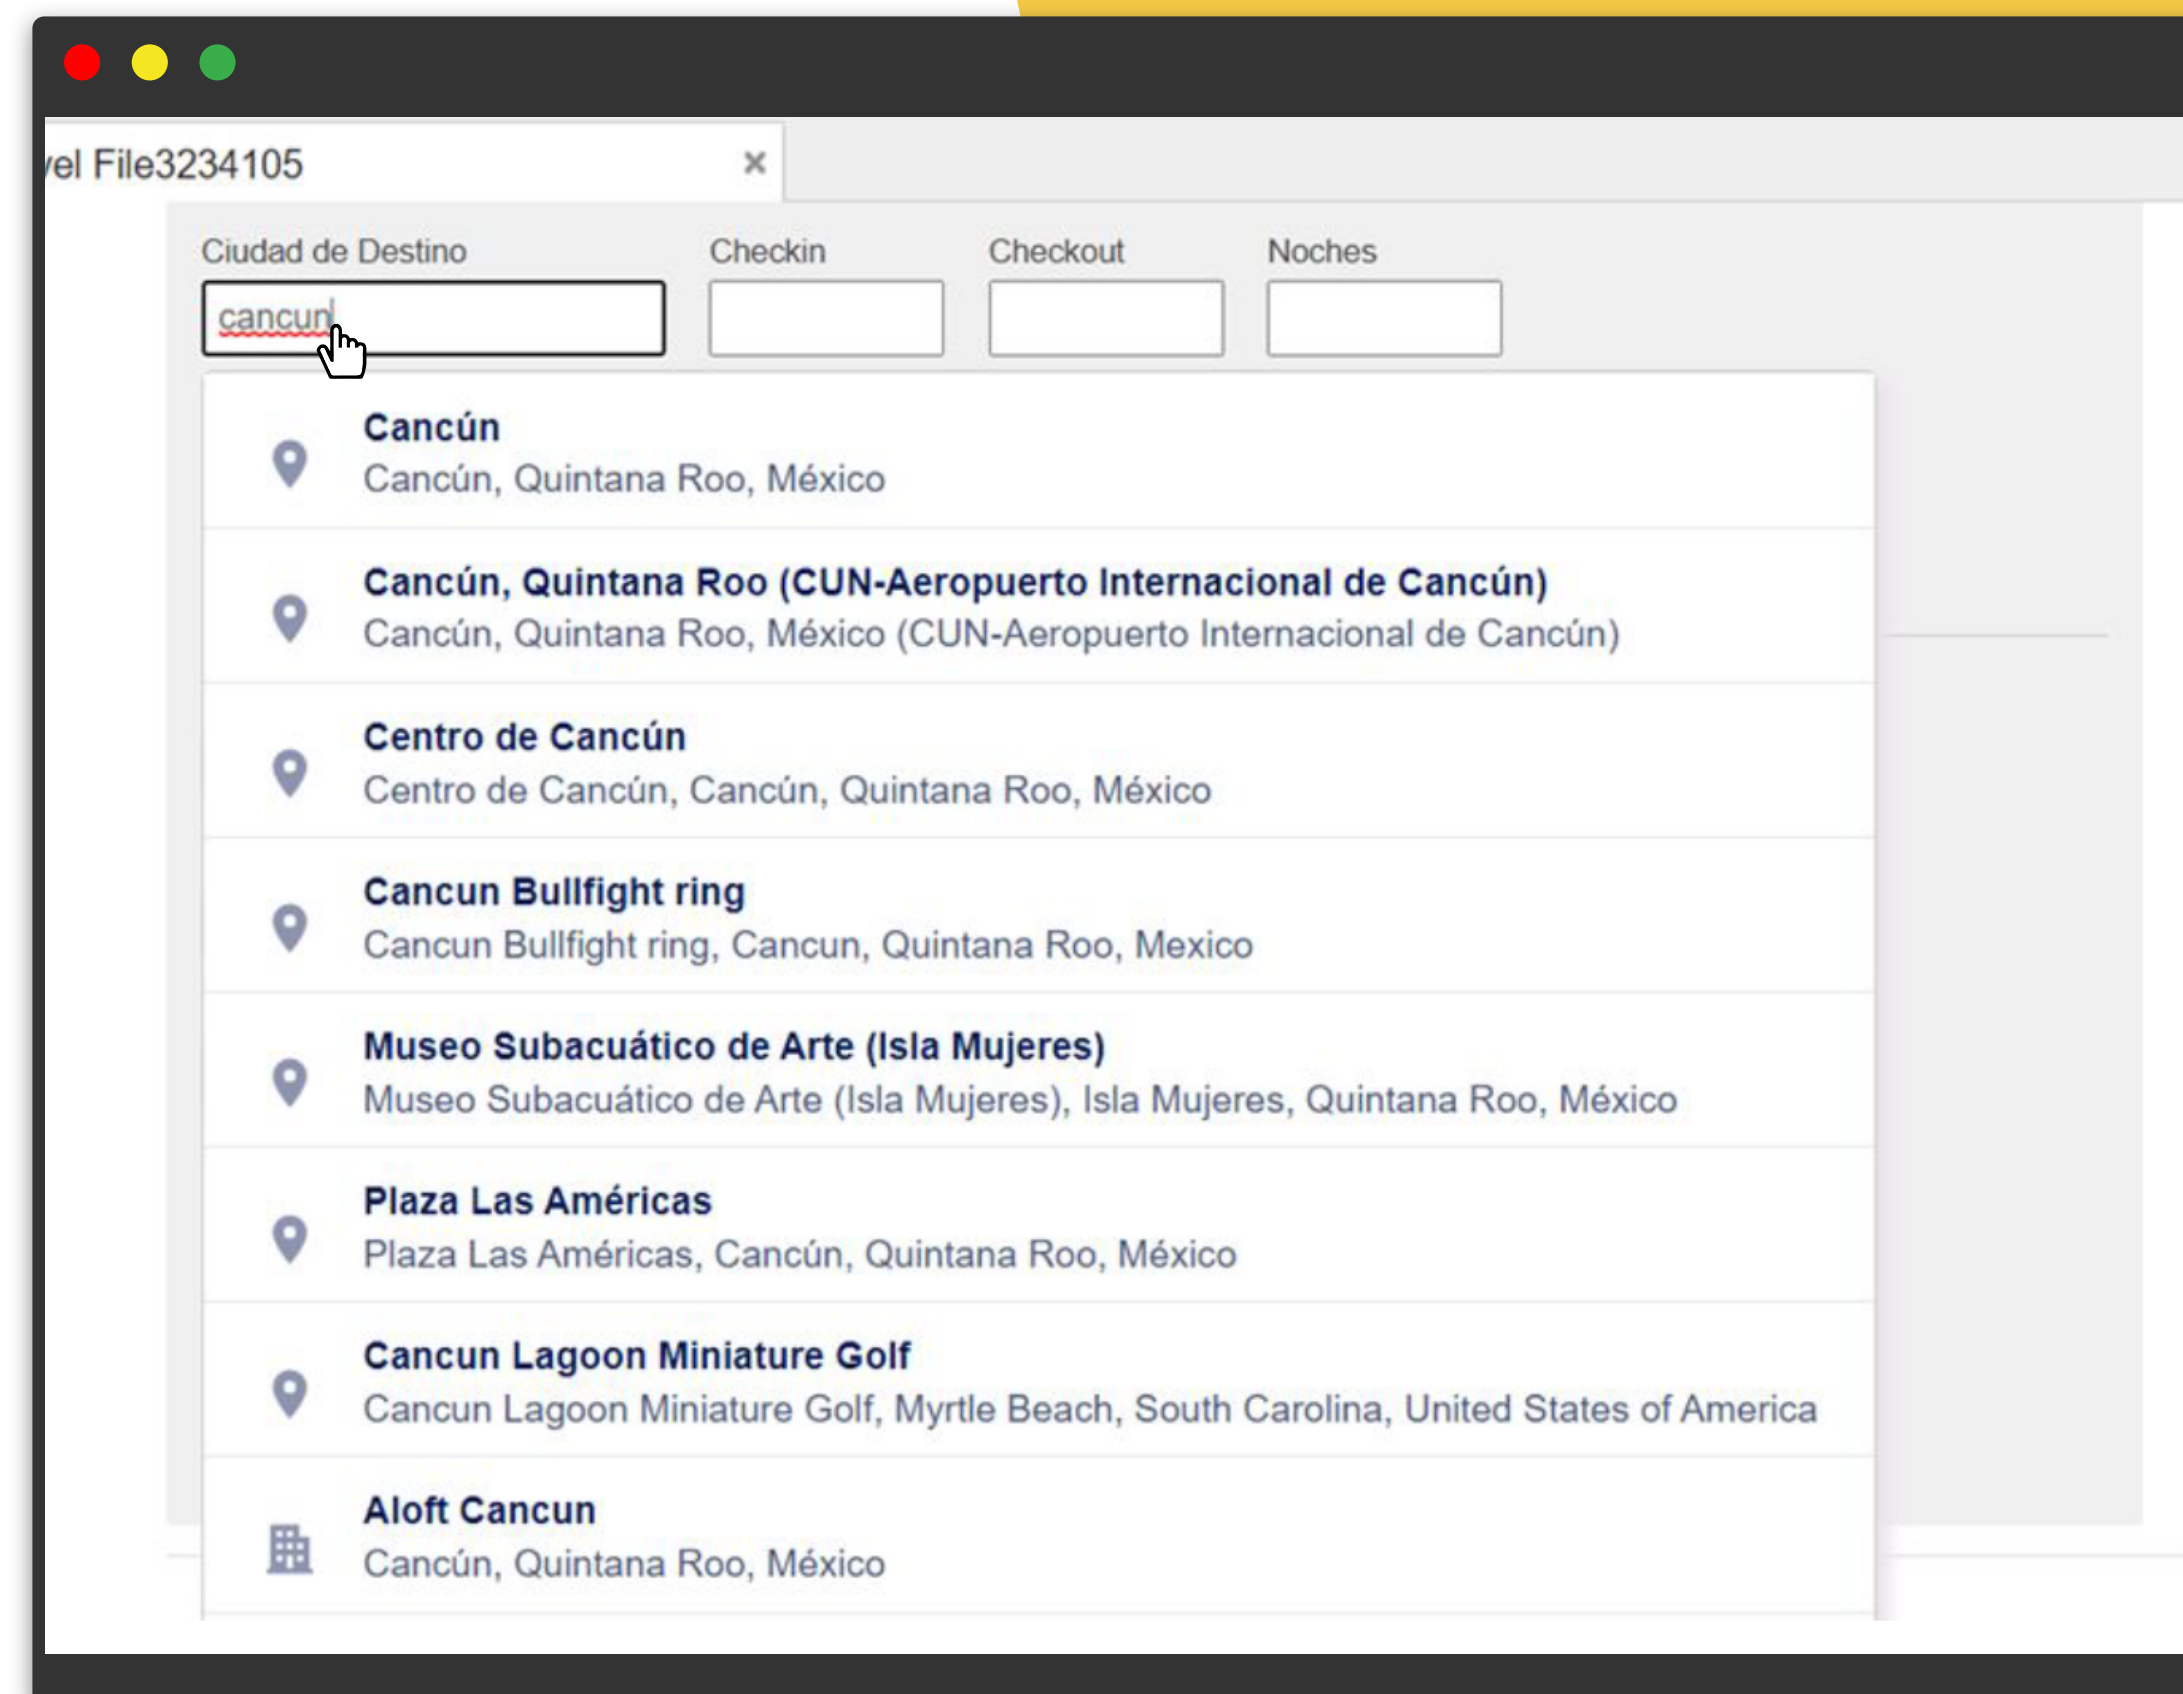 vel File3234105
Ciudad de Destino Checkin Checkout Noches
cancun
Cancún
Cancún, Quintana Roo, México
Cancún, Quintana Roo (CUN-Aeropuerto Internacional de Cancún)
Cancún, Quintana Roo, México (CUN-Aeropuerto Internacional de Cancún)
Centro de Cancún
Centro de Cancún, Cancún, Quintana Roo, México
Cancun Bullfight ring
Cancun Bullfight ring, Cancun, Quintana Roo, Mexico
Museo Subacuático de Arte (Isla Mujeres)
Museo Subacuático de Arte (Isla Mujeres), Isla Mujeres, Quintana Roo, México
Plaza Las Américas
Plaza Las Américas, Cancún, Quintana Roo, México
Cancun Lagoon Miniature Golf
Cancun Lagoon Miniature Golf, Myrtle Beach, South Carolina, United States of America
Aloft Cancun
Cancún, Quintana Roo, México